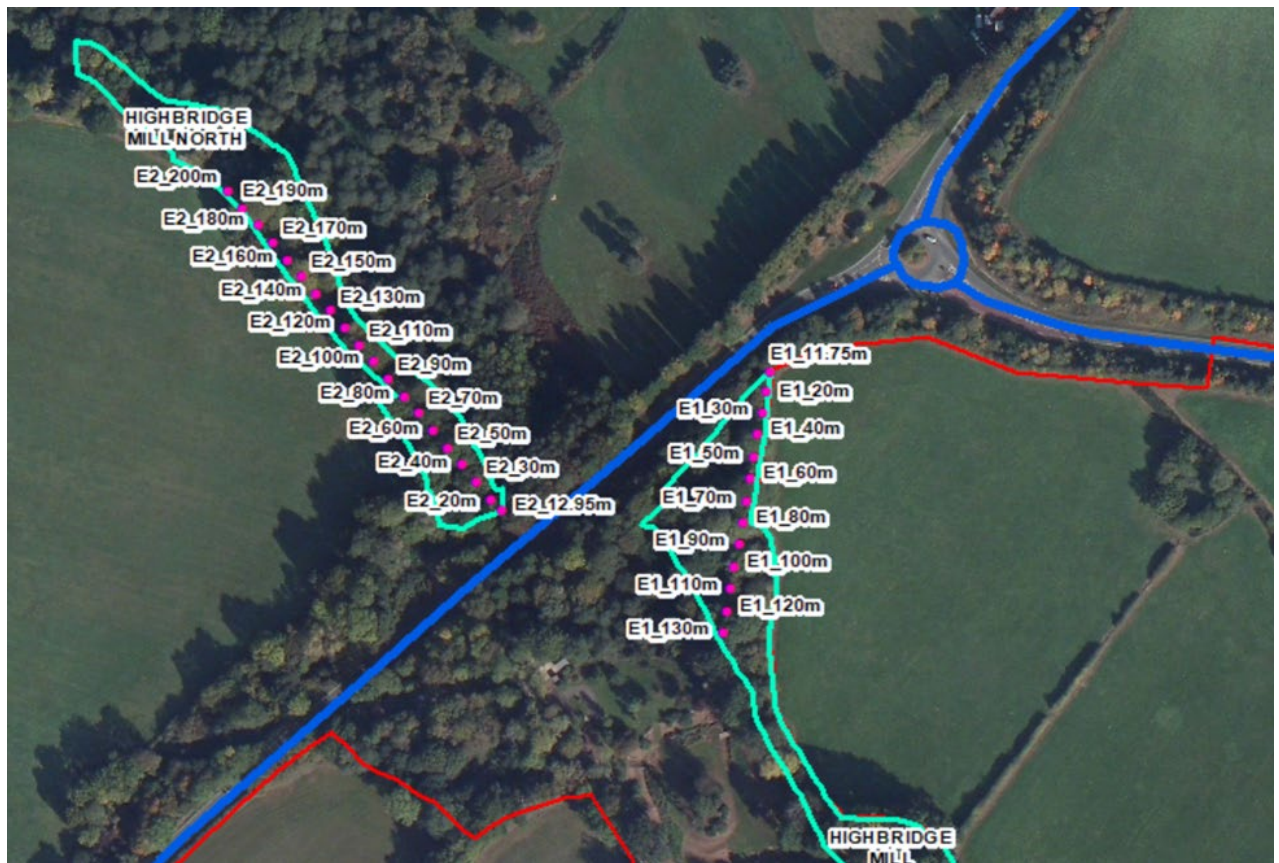 HIGHBRIDGE
MILL NORTH
E2_200m
E2_190m
E2_180m
E2_170m
E2_160m
E2_150m
E2_140m
E2_130m
E2_120m
E2_110m
E2_100m
E2_90m
E2_80m
E2_70m
E2_60m
E2_50m
E2_40m
E2_30m
E2_20m
E2_12.95m
E1_11.75m
E1_20m
E1_30m
E1_40m
E1_50m
E1_60m
E1_70m
E1_80m
E1_90m
E1_100m
E1_110m
E1_120m
E1_130m
HIGHBRIDGE
MILL